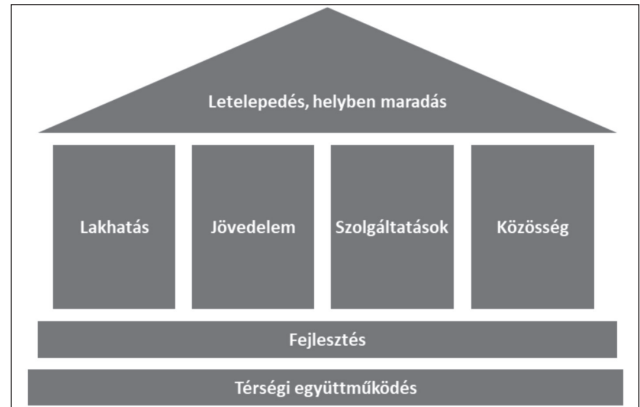 Letelepedés, helyben maradás
Lakhatás
Jövedelem
Szolgáltatások
Közösség
Fejlesztés
Térségi együttműködés